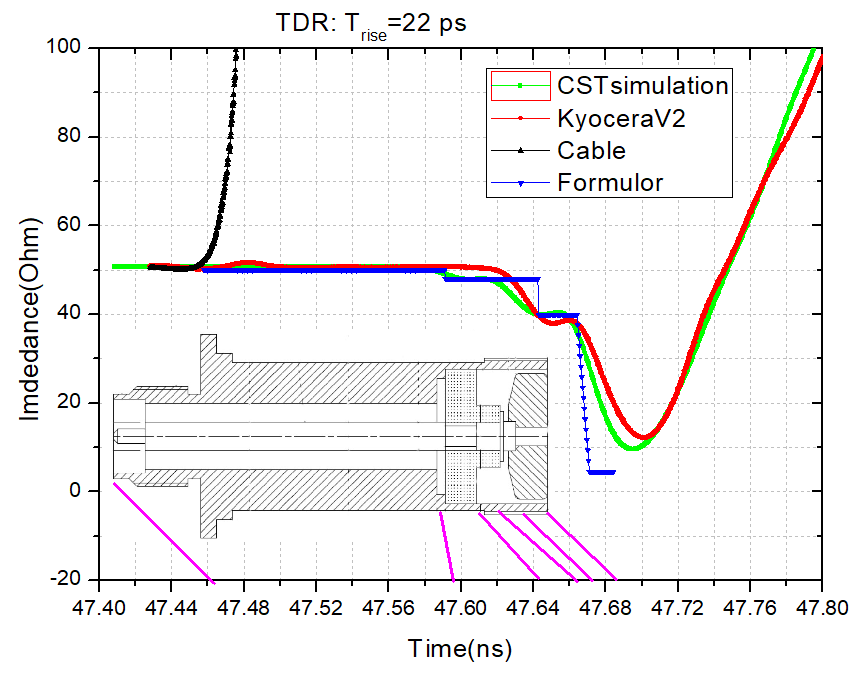 TDR: Trise=22 ps
100
80
60
40
20
0
-20
Imdedance(Ohm)
CSTsimulation
KyoceraV2
Cable
Formulor
47.40 47.44 47.48 47.52 47.56 47.60 47.64 47.68 47.72 47.76 47.80
Time(ns)